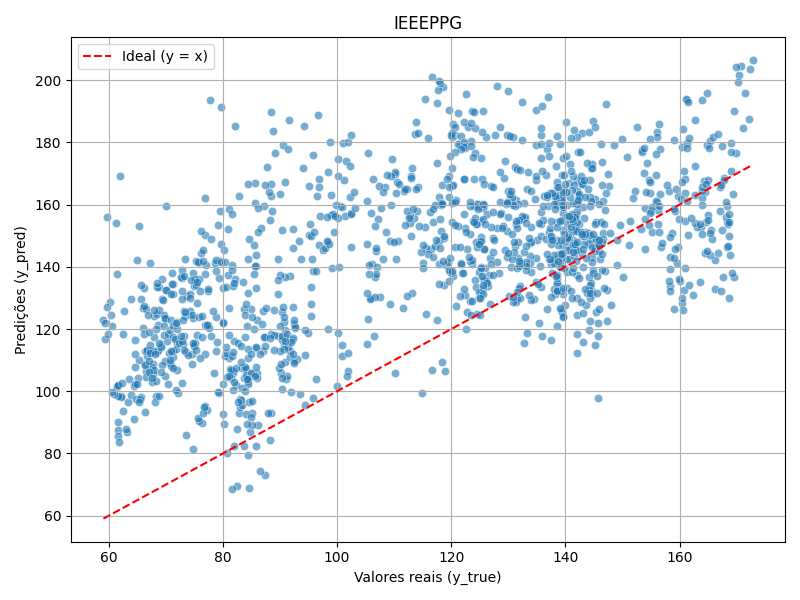 IEEEPPG
Ideal (y = x)
Predições (y_pred)
200
180
160
140
120
100
80
60
60 80 100 120 140 160
Valores reais (y_true)